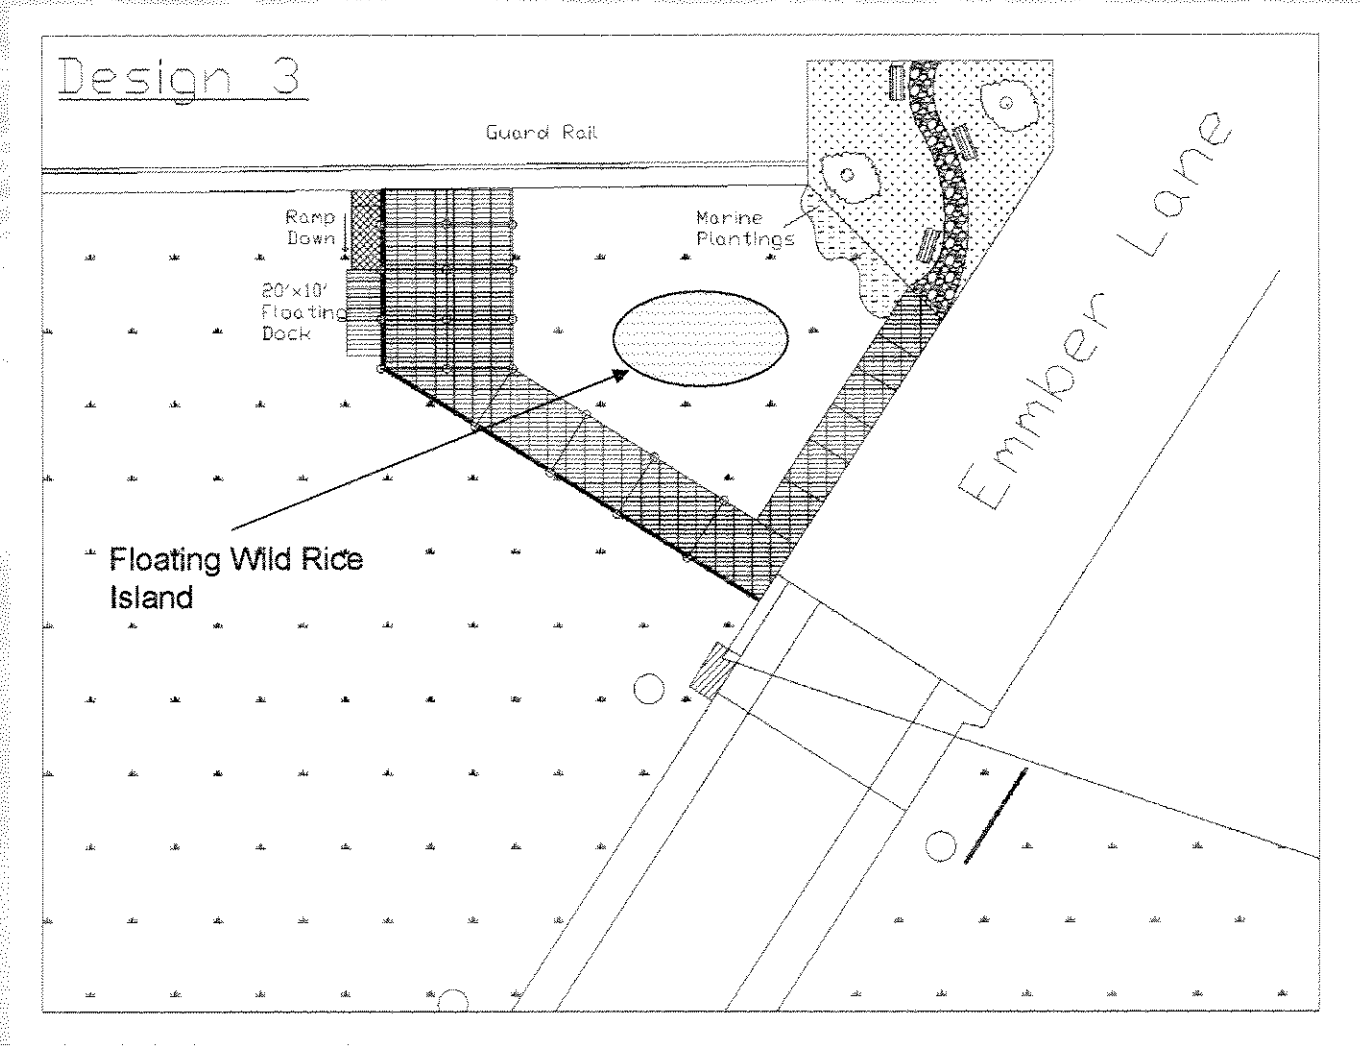 Design 3
Guard Rail
Ramp
Down
Marine
Plantings
20'x10'
Floating
Dock
Emmber Lane
Floating Wild Rice
Island